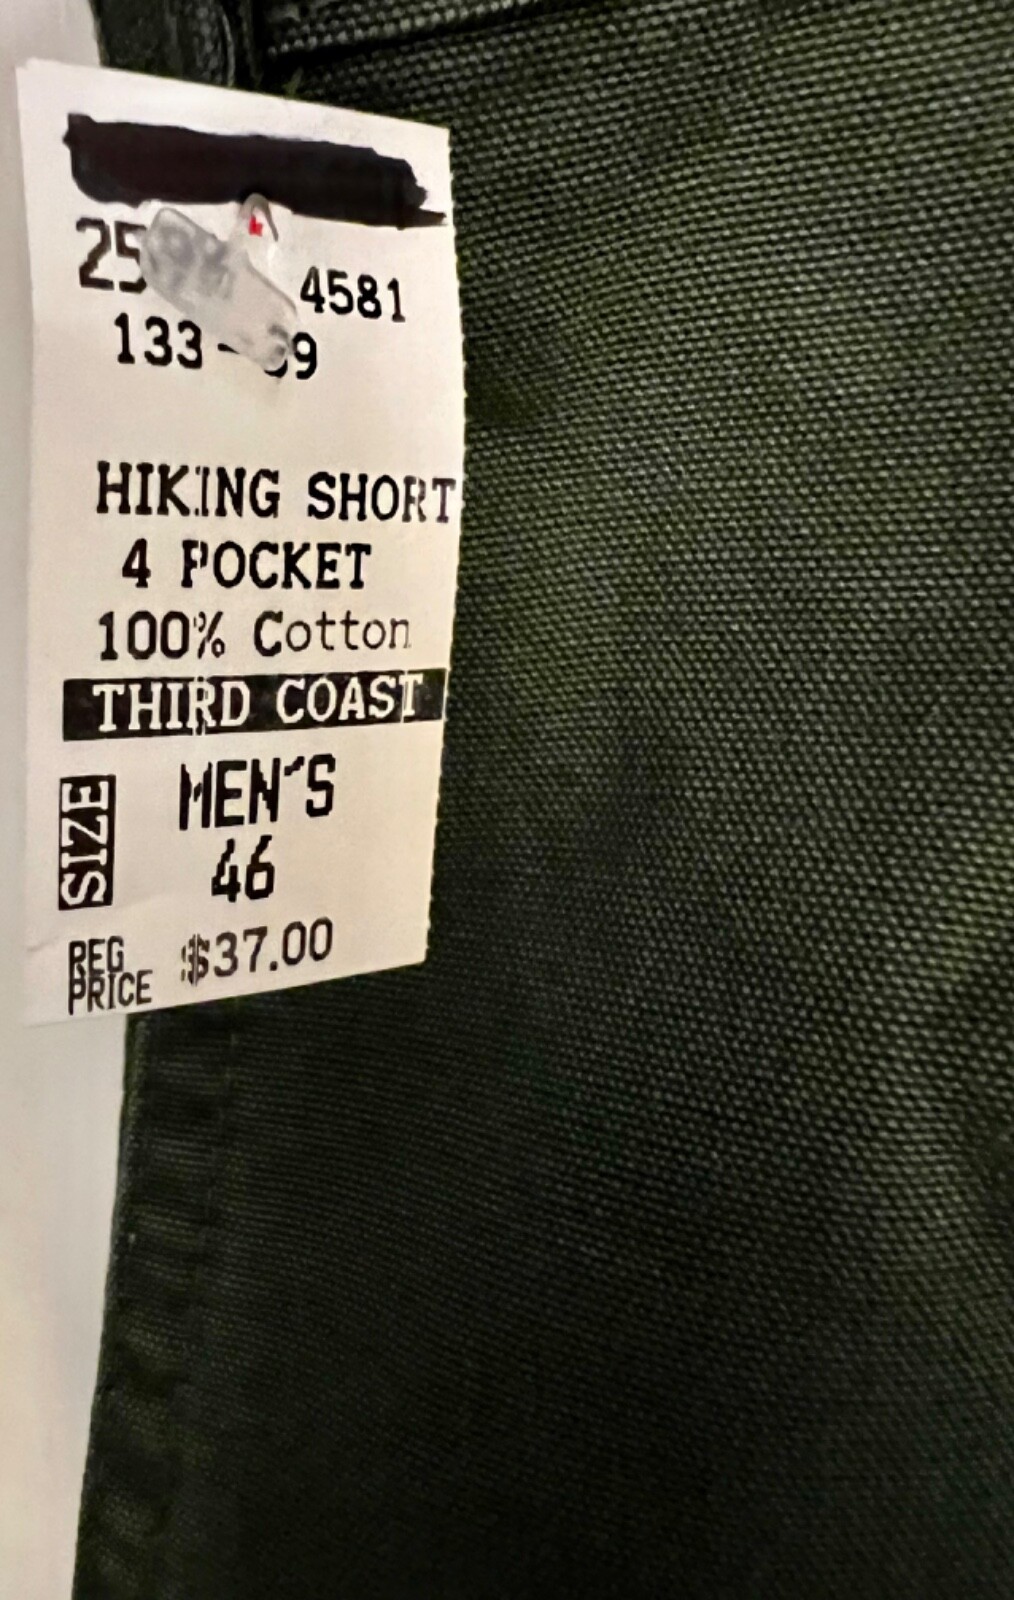 4581
HIKING SHORT
4 POCKET
100% Cotton
THIRD COAST
SIZE
MEN'S
46
REG
PRICE
$37.00